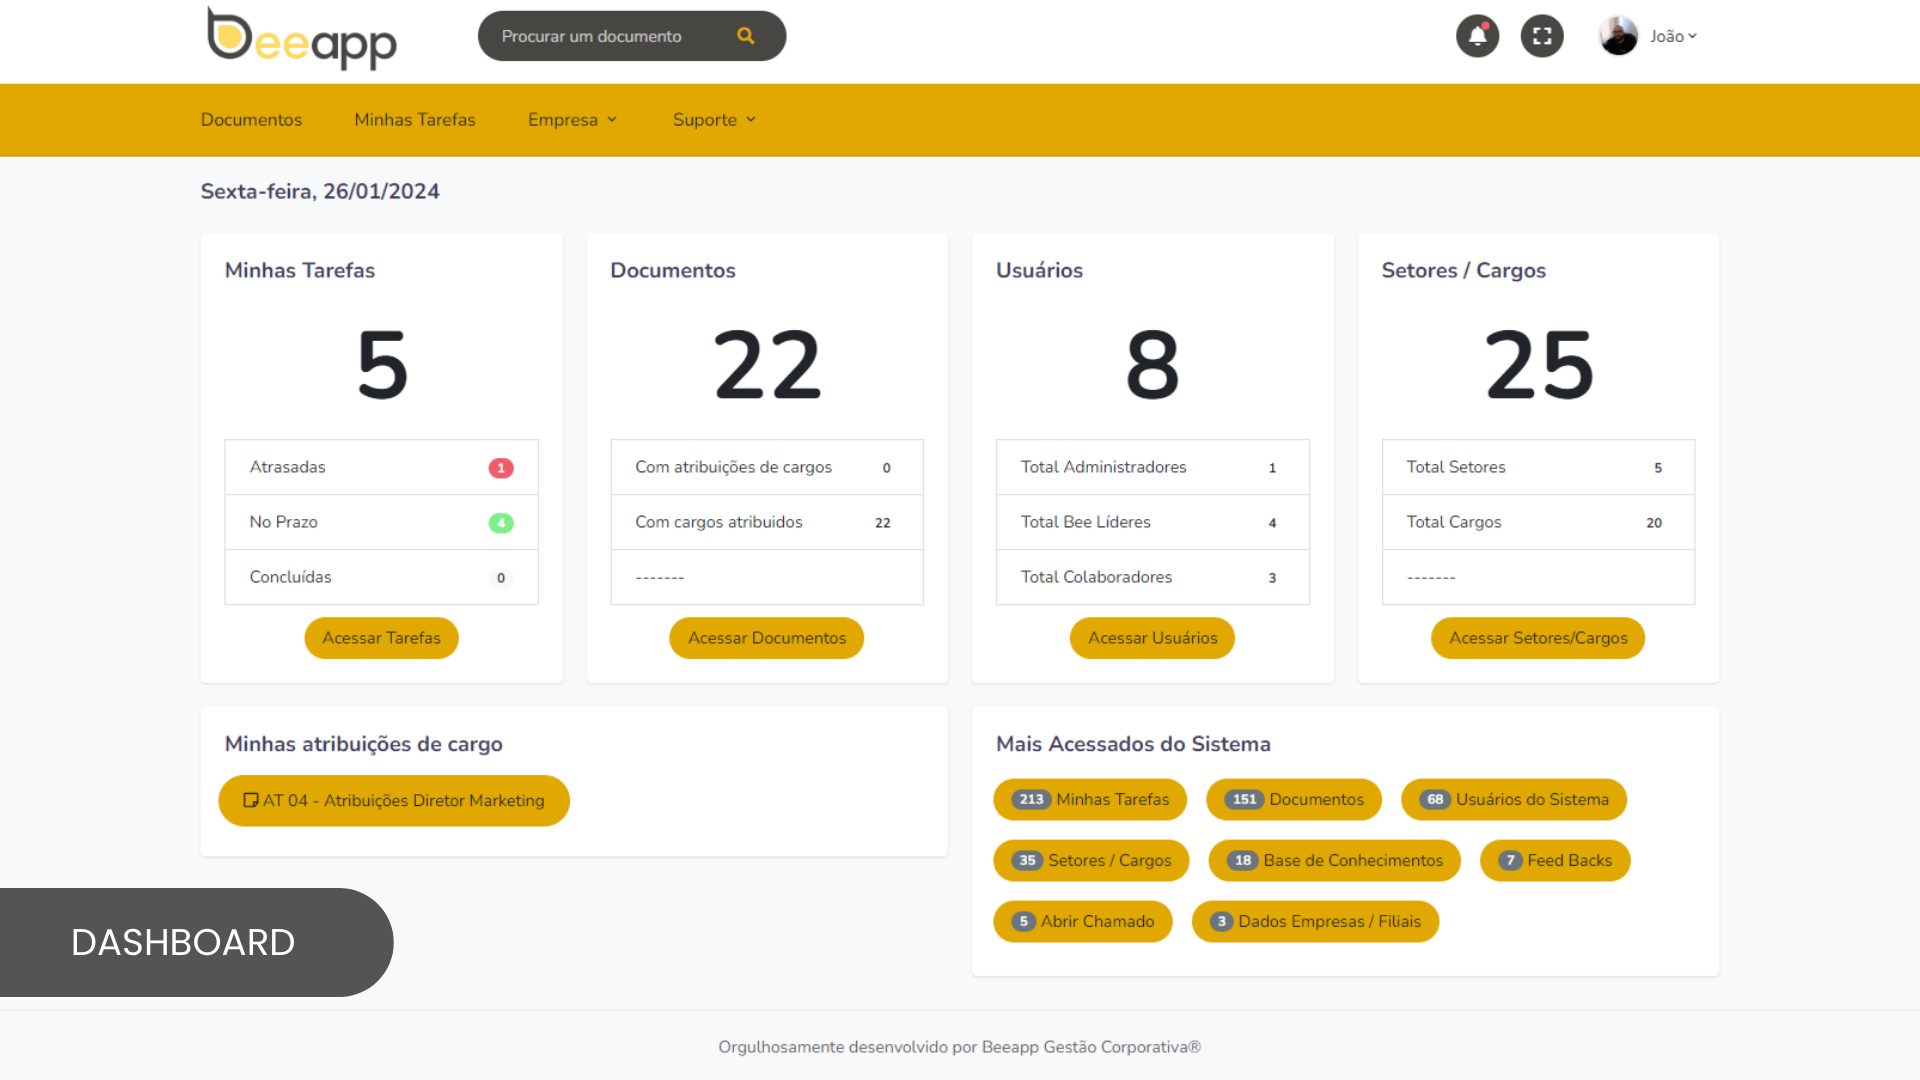 beeapp
Procurar um documento
João
Documentos
Minhas Tarefas
Empresa
Suporte
Sexta-feira, 26/01/2024
Minhas Tarefas
5
Atrasadas 1
No Prazo 4
Concluídas 0
Acessar Tarefas
Documentos
22
Com atribuições de cargos 0
Com cargos atribuidos 22
-------
Acessar Documentos
Usuários
8
Total Administradores 1
Total Bee Líderes 4
Total Colaboradores 3
Acessar Usuários
Setores / Cargos
25
Total Setores 5
Total Cargos 20
-------
Acessar Setores/Cargos
Minhas atribuições de cargo
AT 04 - Atribuições Diretor Marketing
Mais Acessados do Sistema
213 Minhas Tarefas
151 Documentos
68 Usuários do Sistema
35 Setores / Cargos
18 Base de Conhecimentos
7 Feed Backs
5 Abrir Chamado
3 Dados Empresas / Filiais
DASHBOARD
Orgulhosamente desenvolvido por Beeapp Gestão Corporativa®